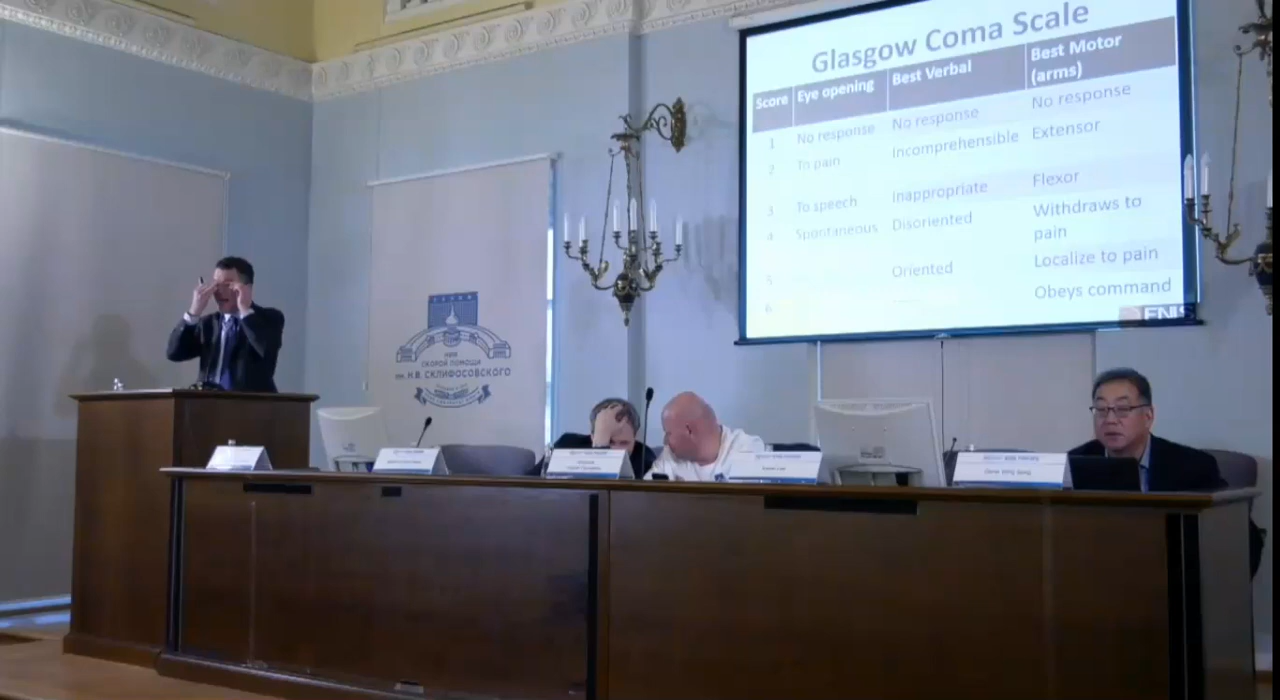 Glasgow Coma Scale
Score Eye opening Best Verbal Best Motor (arms)
1 No response No response No response
2 To pain Incomprehensible Extensor
3 To speech Inappropriate Flexor
4 Spontaneous Disoriented Withdraws to pain
5 Oriented Localize to pain
6 Obeys command
НИИ
СКОРОЙ ПОМОЩИ
им. Н.В. СКЛИФОСОВСКОГО